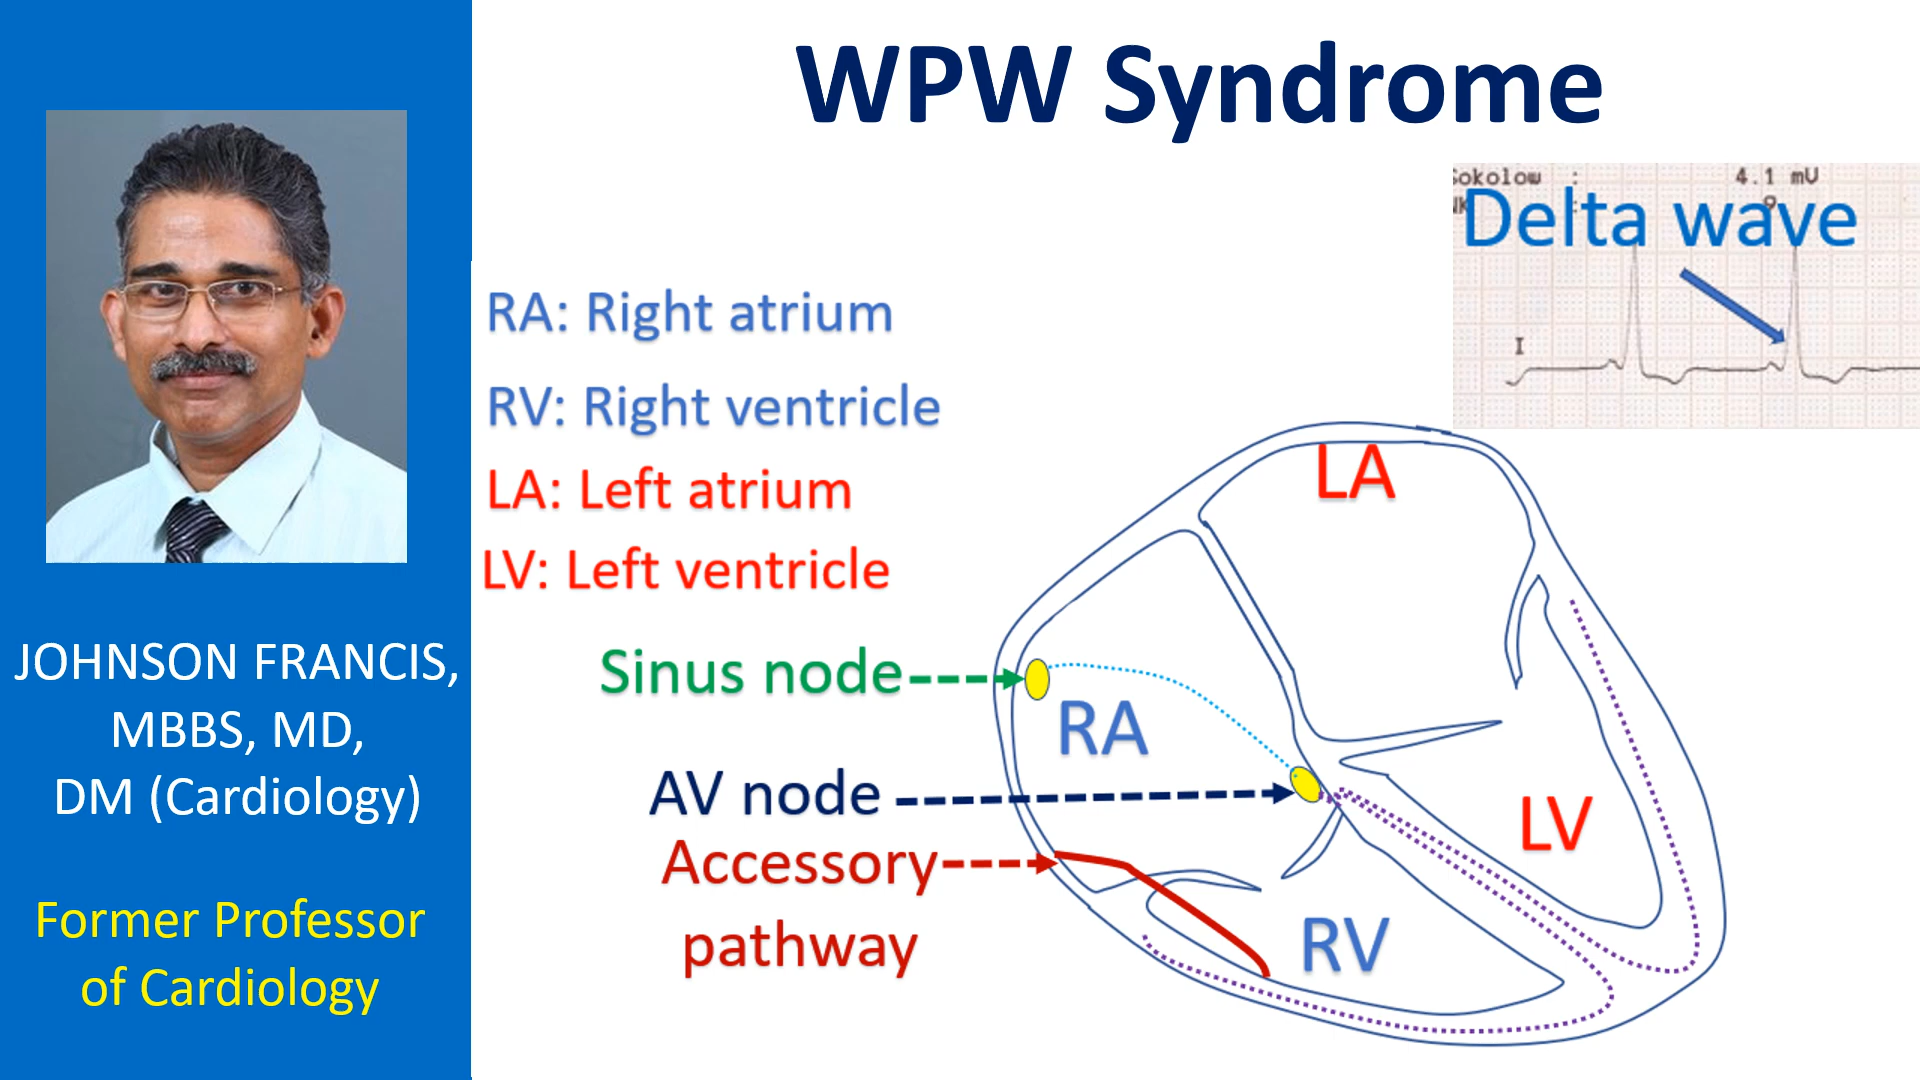 WPW Syndrome
JOHNSON FRANCIS,
MBBS, MD,
DM (Cardiology)
Former Professor
of Cardiology
RA: Right atrium
RV: Right ventricle
LA: Left atrium
LV: Left ventricle
Sinus node
AV node
Accessory
pathway
Sokolow : 4.1 mV
Delta wave
I
LA
RA
LV
RV